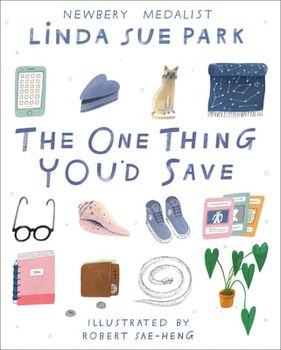 NEWBERY MEDALIST
LINDA SUE PARK
THE ONE THING
YOU'D SAVE
ILLUSTRATED BY
ROBERT SAE-HENG